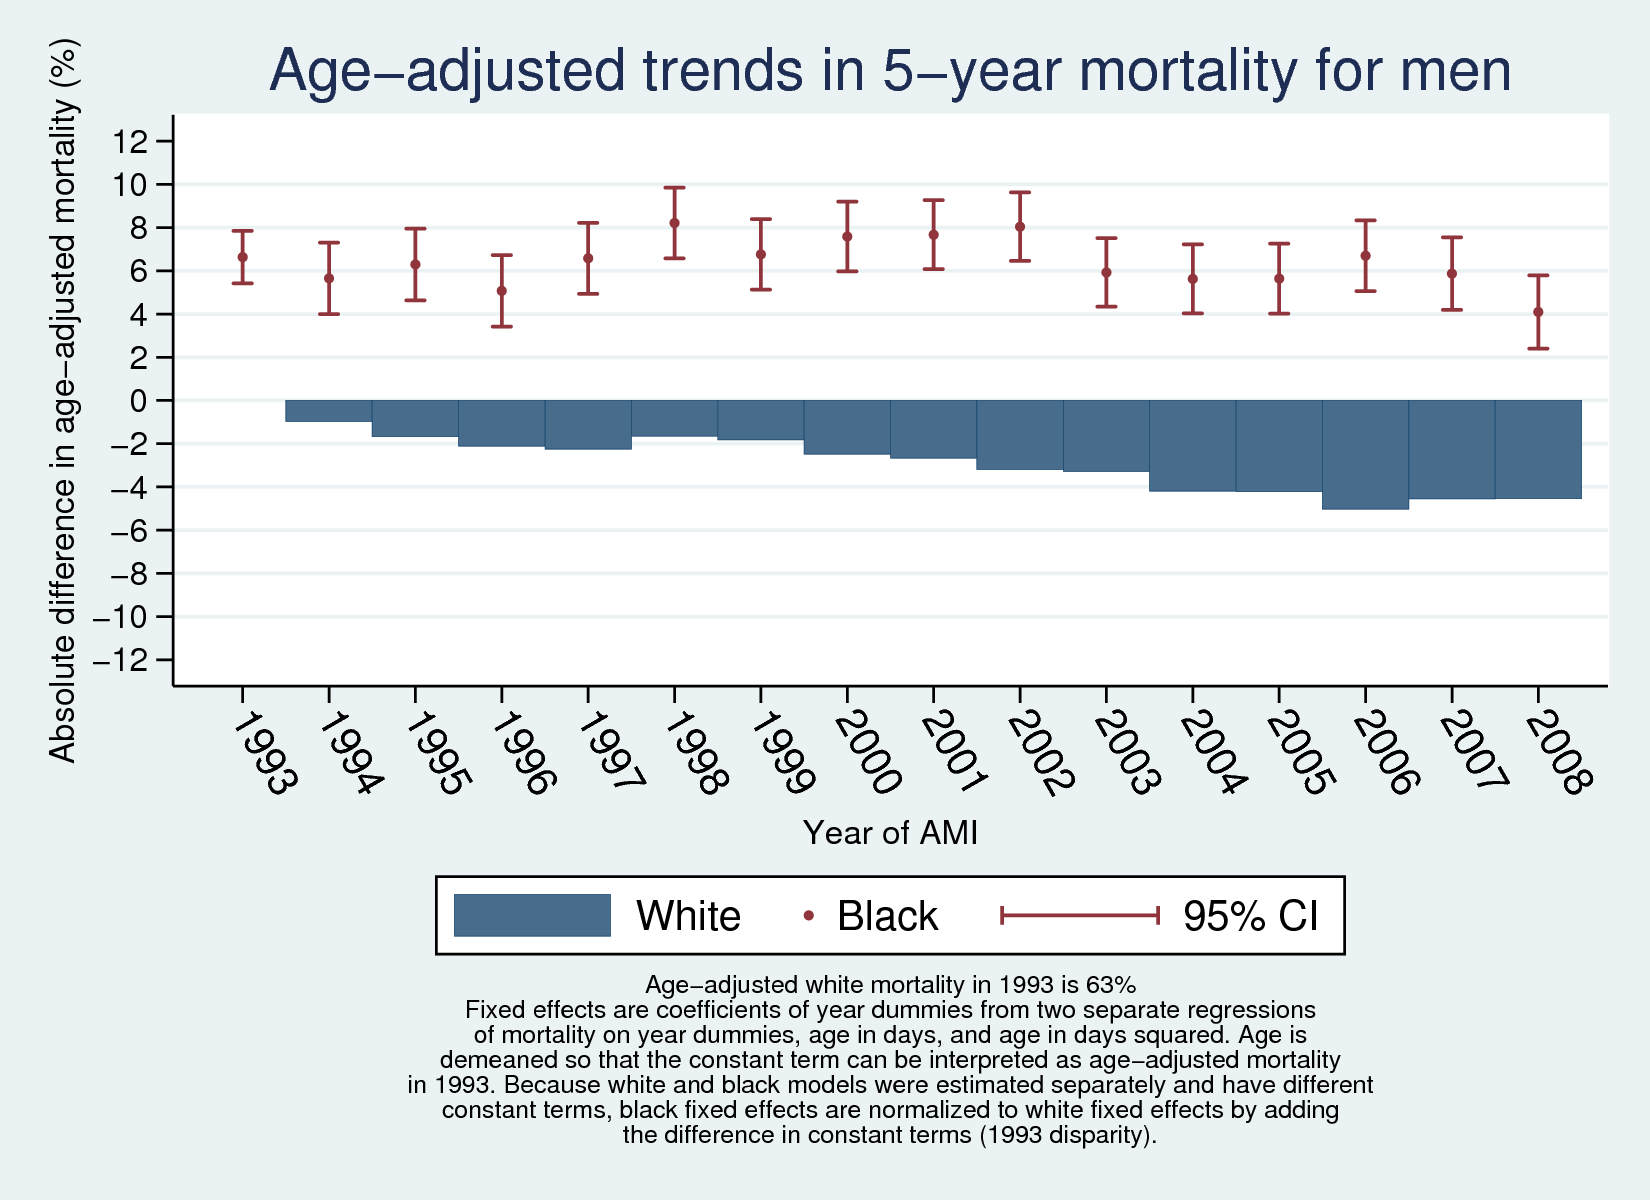 Age–adjusted trends in 5–year mortality for men
Absolute difference in age–adjusted mortality (%)
12
10
8
6
4
2
0
−2
−4
−6
−8
−10
−12
1993
1994
1995
1996
1997
1998
1999
2000
2001
2002
2003
2004
2005
2006
2007
2008
Year of AMI
White
Black
95% CI
Age–adjusted white mortality in 1993 is 63%
Fixed effects are coefficients of year dummies from two separate regressions
of mortality on year dummies, age in days, and age in days squared. Age is
demeaned so that the constant term can be interpreted as age–adjusted mortality
in 1993. Because white and black models were estimated separately and have different
constant terms, black fixed effects are normalized to white fixed effects by adding
the difference in constant terms (1993 disparity).